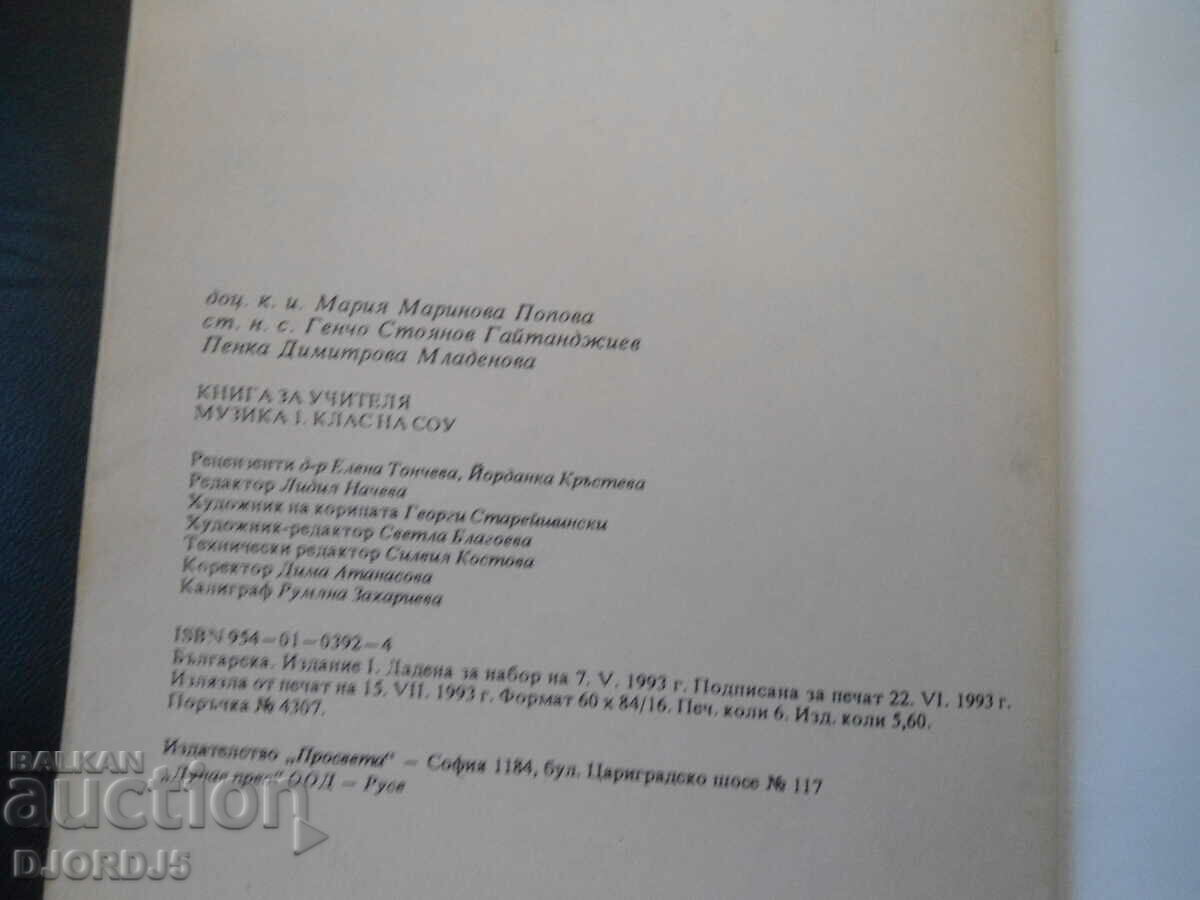 доц. к. и. Мария Маринова Попова
ст. н. с. Генчо Стоянов Гайтанджиев
Пенка Димитрова Младенова
КНИГА ЗА УЧИТЕЛЯ
МУЗИКА 1. КЛАС НА СОУ
Рецензенти д-р Елена Тончева, Йорданка Кръстева
Редактор Лидия Начева
Художник на корицата Георги Старейшински
Художник-редактор Светла Благоева
Технически редактор Силвия Костова
Коректор Дима Атанасова
Калиграф Румяна Захариева
ISBN 954—01—0392—4
Българска. Издание I. Дадена за набор на 7. V. 1993 г. Подписана за печат 22. VI. 1993 г.
Излязла от печат на 15. VII. 1993 г. Формат 60 x 84/16. Печ. коли 6. Изд. коли 5,60.
Поръчка № 4307.
Издателство „Просвета“ — София 1184, бул. Цариградско шосе № 117
„Дунав прес“ ООД — Русе
BALKAN
auction
DJORDJ5